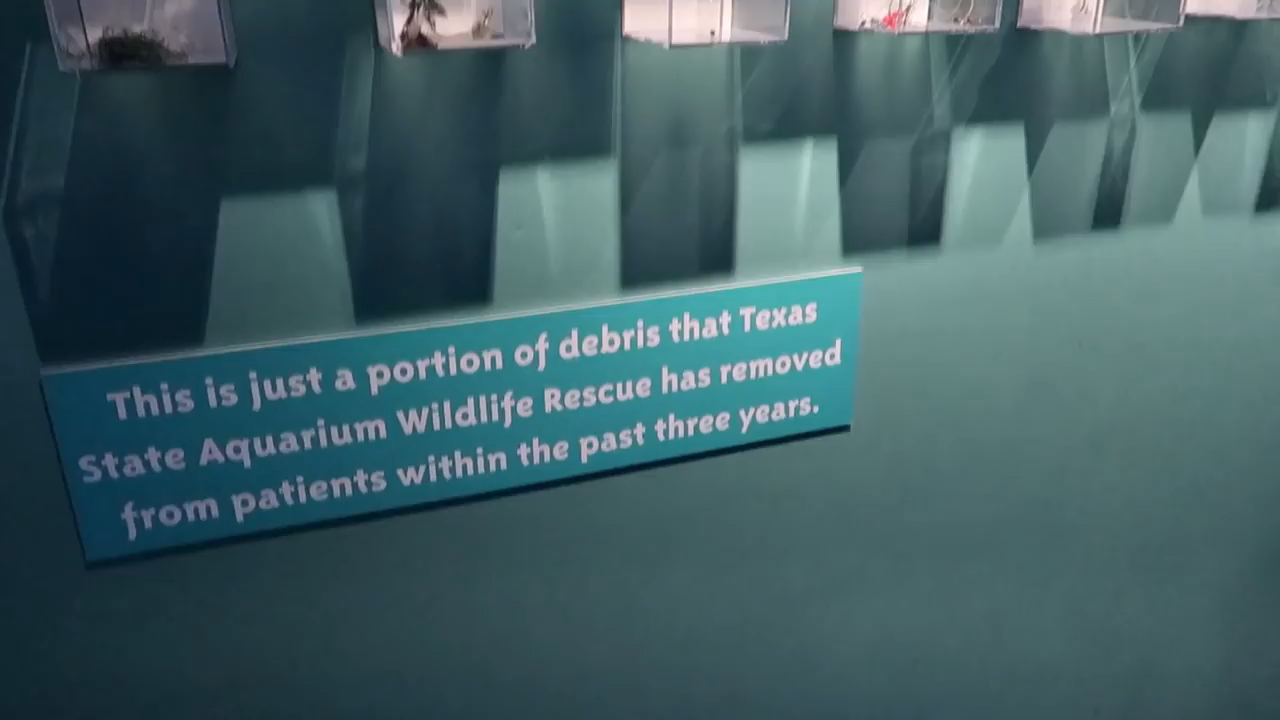 This is just a portion of debris that Texas
State Aquarium Wildlife Rescue has removed
from patients within the past three years.